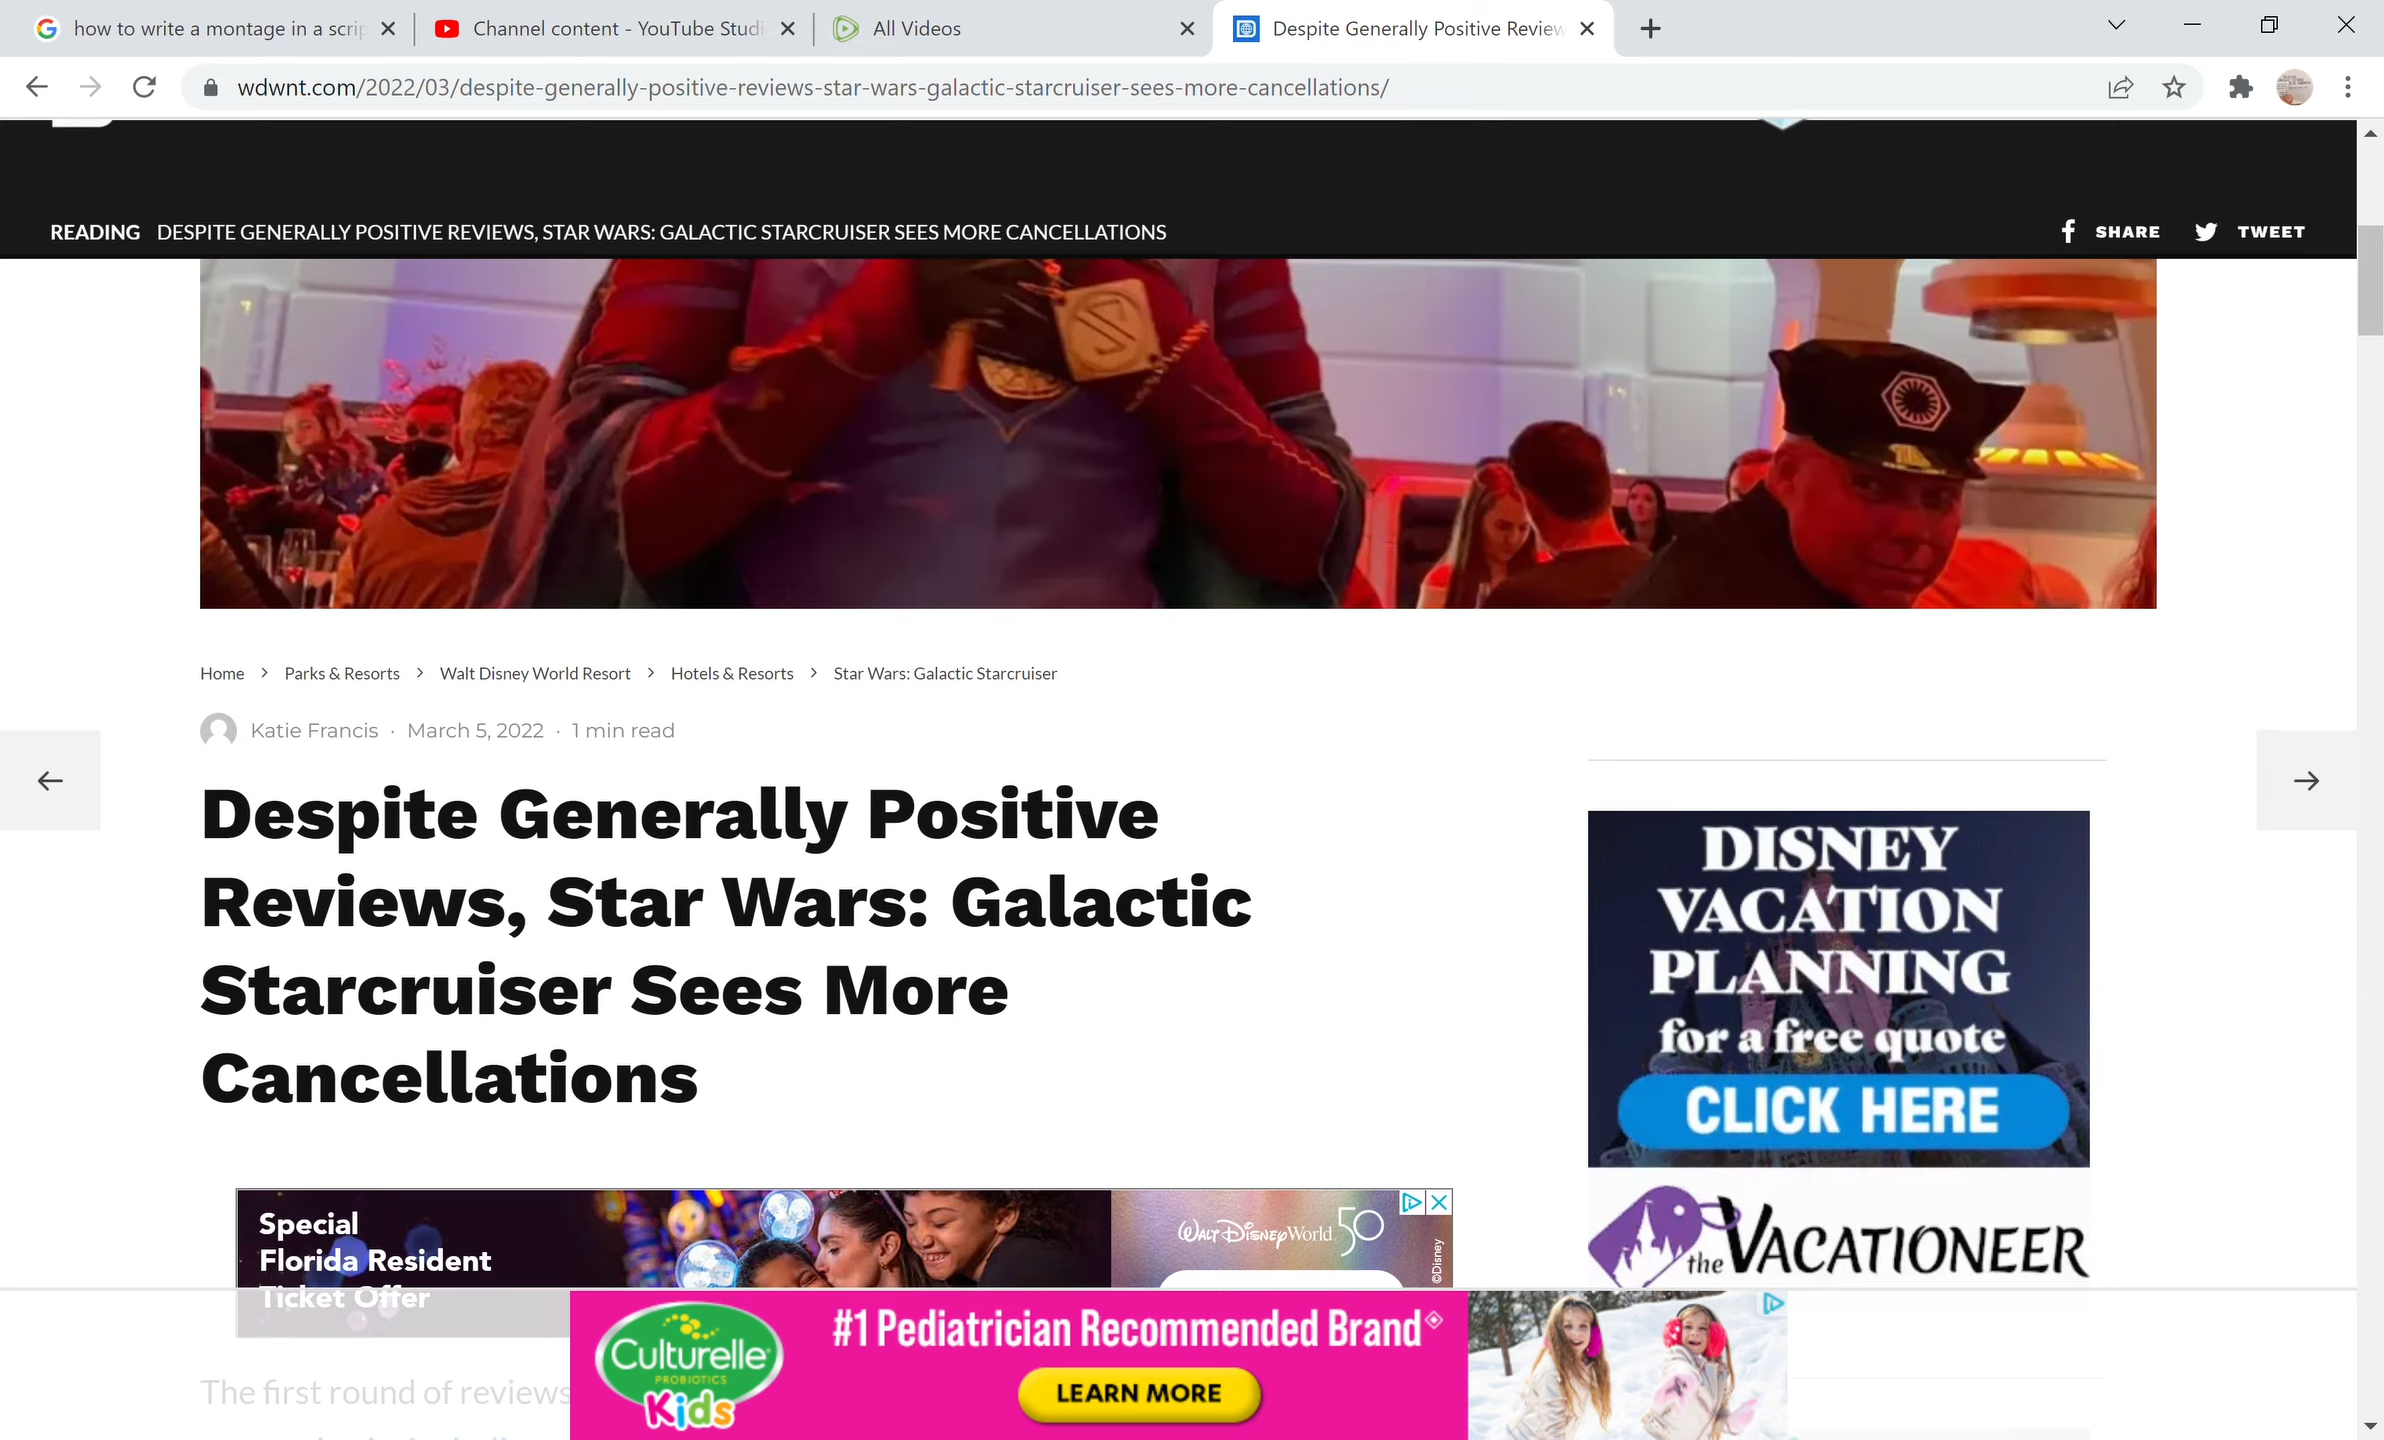 how to write a montage in a scrip
Channel content - YouTube Studi
All Videos
Despite Generally Positive Review
wdwnt.com/2022/03/despite-generally-positive-reviews-star-wars-galactic-starcruiser-sees-more-cancellations/
READING DESPITE GENERALLY POSITIVE REVIEWS, STAR WARS: GALACTIC STARCRUISER SEES MORE CANCELLATIONS
SHARE
TWEET
Home > Parks & Resorts > Walt Disney World Resort > Hotels & Resorts > Star Wars: Galactic Starcruiser
Katie Francis · March 5, 2022 · 1 min read
Despite Generally Positive
Reviews, Star Wars: Galactic
Starcruiser Sees More
Cancellations
DISNEY
VACATION
PLANNING
for a free quote
CLICK HERE
the VACATIONEER
Special
Florida Resident
Ticket Offer
Walt Disney World 50
©Disney
The first round of reviews
Culturelle
PROBIOTICS
Kids
#1 Pediatrician Recommended Brand
LEARN MORE